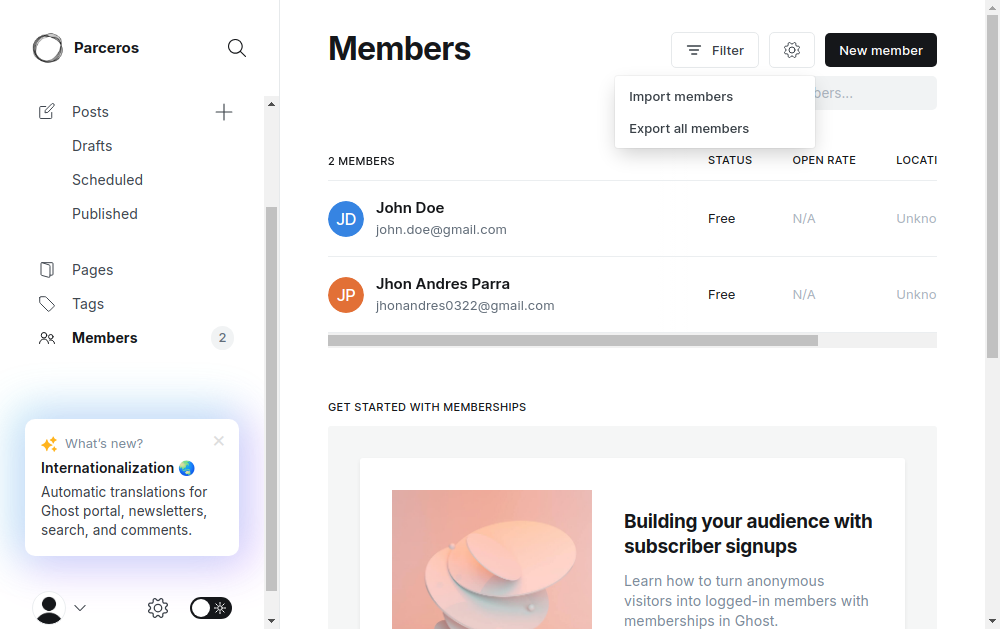 Parceros
Posts
Drafts
Scheduled
Published
Pages
Tags
Members
2
What's new?
Internationalization 🌏
Automatic translations for
Ghost portal, newsletters,
search, and comments.
Members
Filter
New member
Import members
Export all members
2 MEMBERS
STATUS
OPEN RATE
LOCATI
JD
John Doe
john.doe@gmail.com
Free
N/A
Unkno
JP
Jhon Andres Parra
jhonandres0322@gmail.com
Free
N/A
Unkno
GET STARTED WITH MEMBERSHIPS
Building your audience with
subscriber signups
Learn how to turn anonymous
visitors into logged-in members with
memberships in Ghost.